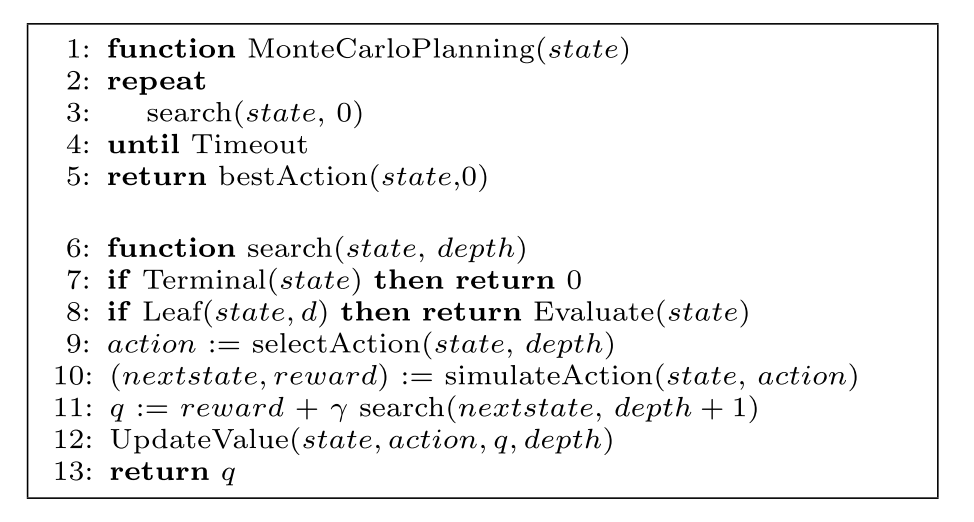 1: function MonteCarloPlanning(state)
2: repeat
3: search(state, 0)
4: until Timeout
5: return bestAction(state,0)
6: function search(state, depth)
7: if Terminal(state) then return 0
8: if Leaf(state, d) then return Evaluate(state)
9: action := selectAction(state, depth)
10: (nextstate, reward) := simulateAction(state, action)
11: q := reward + γ search(nextstate, depth + 1)
12: UpdateValue(state, action, q, depth)
13: return q